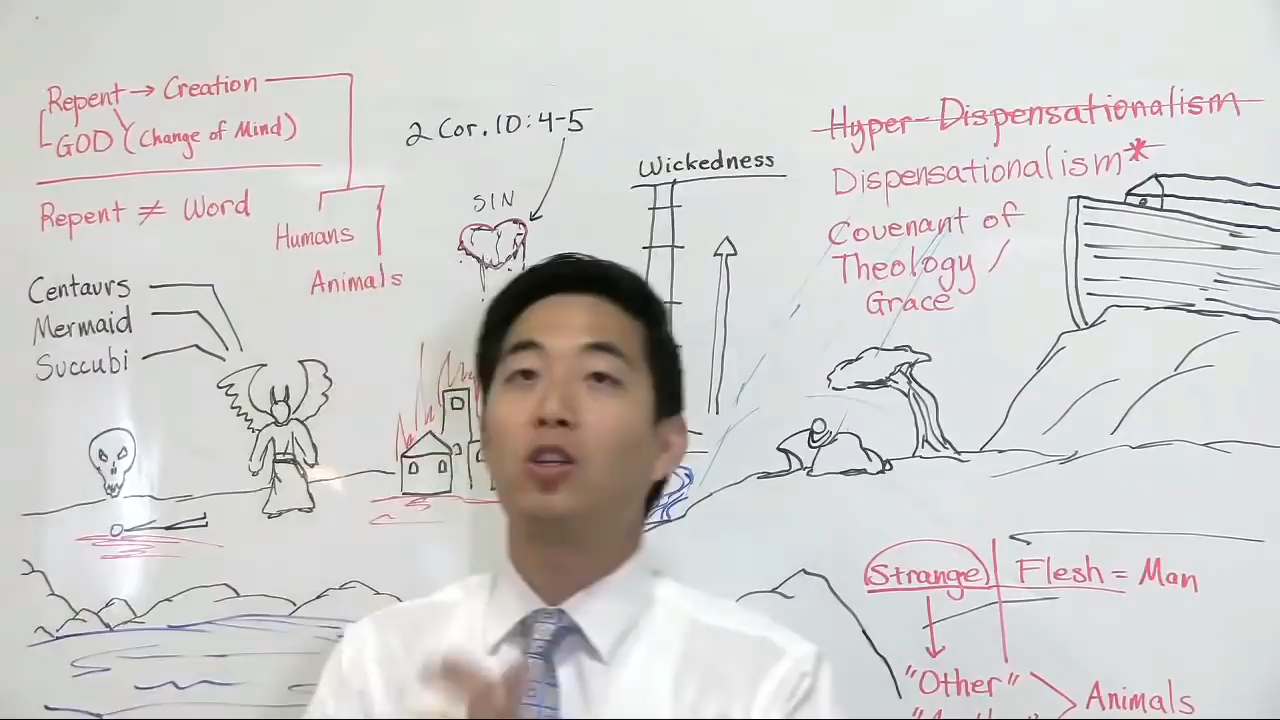 Repent → Creation
GOD (Change of Mind)
Repent ≠ Word
Humans
Animals
Centaurs
Mermaid
Succubi
2 Cor. 10:4-5
SIN
Wickedness
Hyper-Dispensationalism
Dispensationalism*
Covenant of
Theology /
Grace
Strange Flesh = Man
"Other" Animals